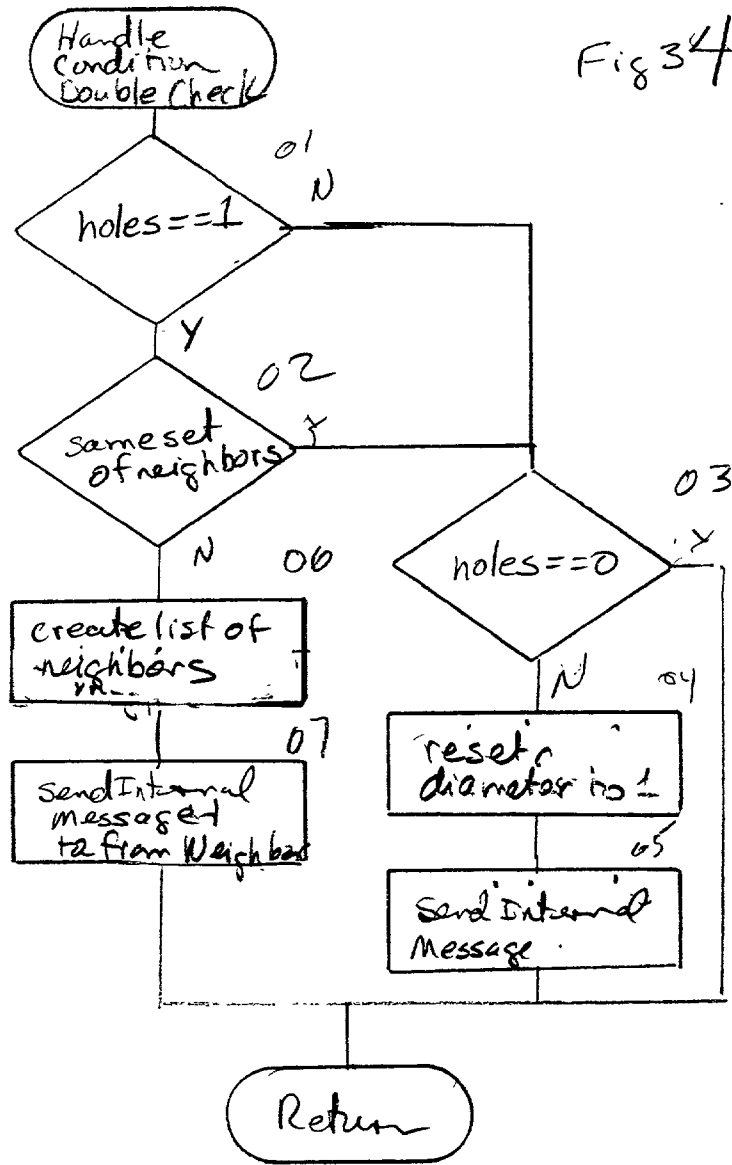 Handle
Condition
Double Check
Fig 34
01
holes==1
N
Y
02
same set
of neighbors
Y
N
03
holes==0
Y
N
06
create list of
neighbors
04
reset
diameter to 1
07
send Internal
message
to from Neighbors
05
Send Internal
Message
Return